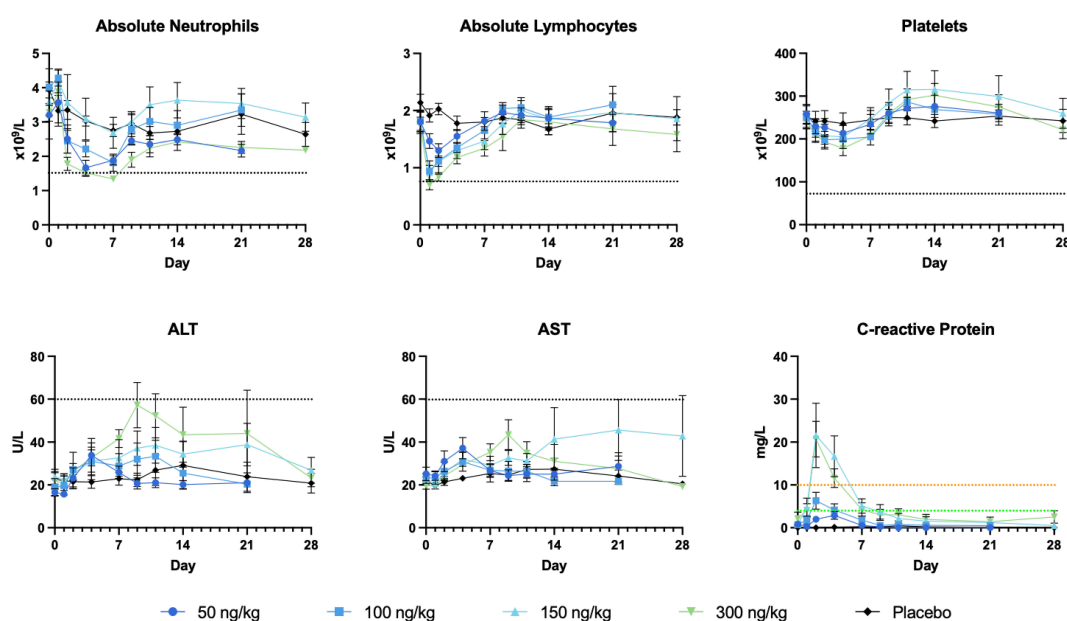 Absolute Neutrophils
5
4
3
2
1
0
x10⁹/L
0 7 14 21 28
Day
Absolute Lymphocytes
3
2
1
0
x10⁹/L
0 7 14 21 28
Day
Platelets
400
300
200
100
0
x10⁹/L
0 7 14 21 28
Day
ALT
80
60
40
20
0
U/L
0 7 14 21 28
Day
AST
80
60
40
20
0
U/L
0 7 14 21 28
Day
C-reactive Protein
40
30
20
10
0
mg/L
0 7 14 21 28
Day
50 ng/kg 100 ng/kg 150 ng/kg 300 ng/kg Placebo